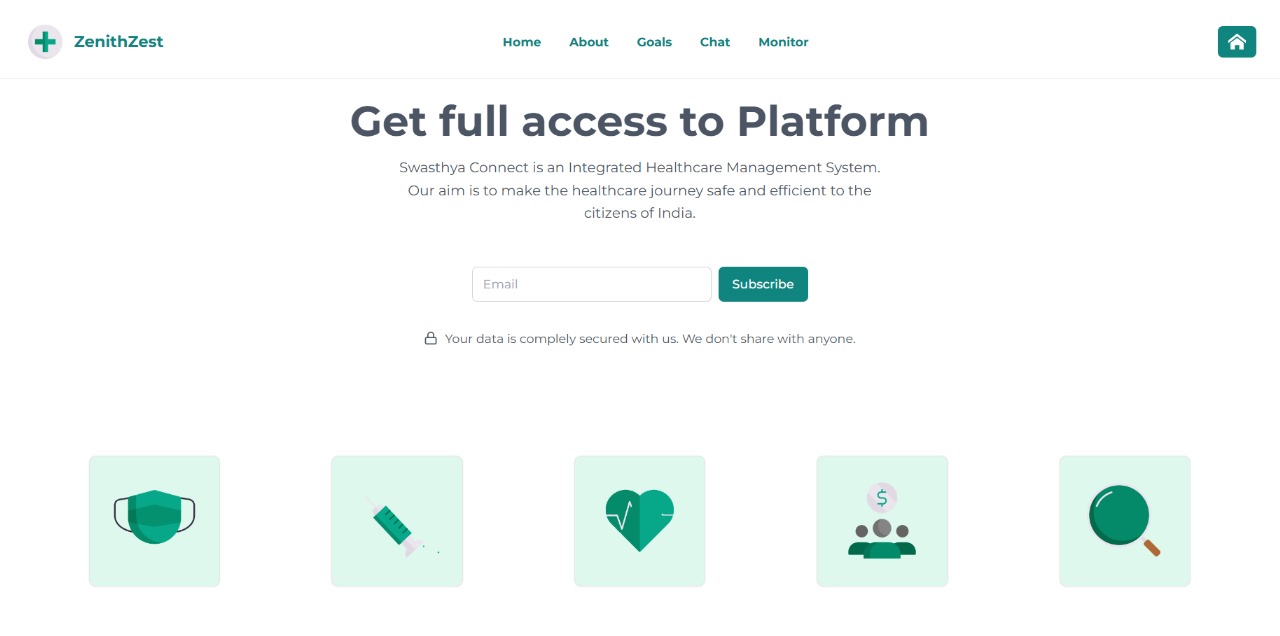 ZenithZest
Home About Goals Chat Monitor
Get full access to Platform
Swasthya Connect is an Integrated Healthcare Management System.
Our aim is to make the healthcare journey safe and efficient to the
citizens of India.
Email
Subscribe
Your data is complely secured with us. We don't share with anyone.
$